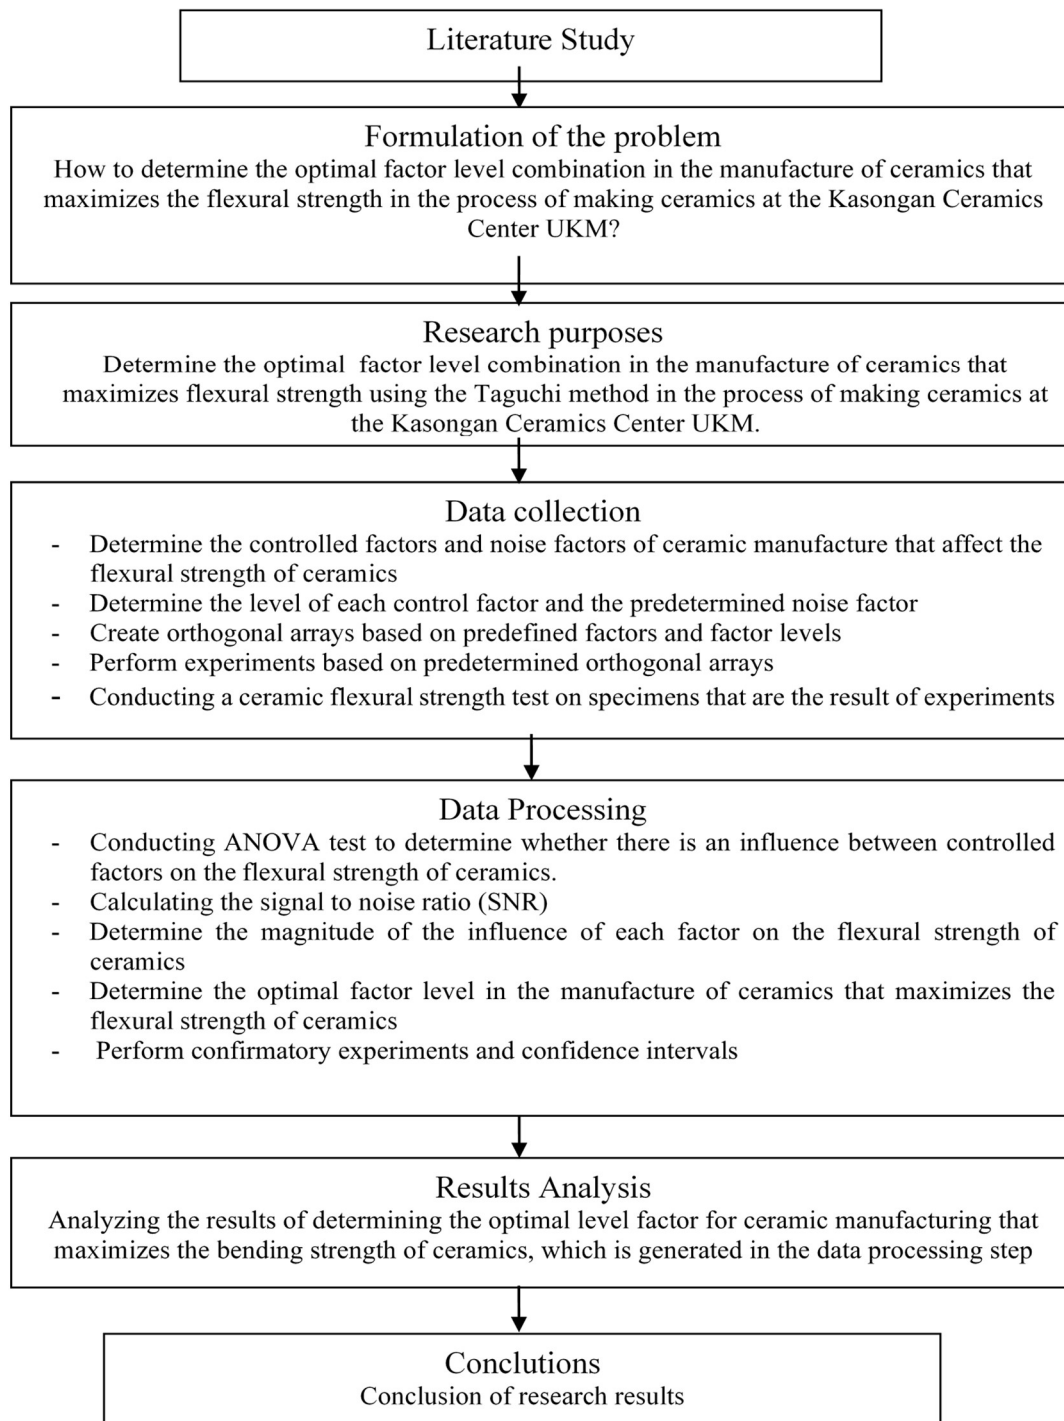 Literature Study
Formulation of the problem
How to determine the optimal factor level combination in the manufacture of ceramics that
maximizes the flexural strength in the process of making ceramics at the Kasongan Ceramics
Center UKM?
Research purposes
Determine the optimal factor level combination in the manufacture of ceramics that
maximizes flexural strength using the Taguchi method in the process of making ceramics at
the Kasongan Ceramics Center UKM.
Data collection
- Determine the controlled factors and noise factors of ceramic manufacture that affect the
flexural strength of ceramics
- Determine the level of each control factor and the predetermined noise factor
- Create orthogonal arrays based on predefined factors and factor levels
- Perform experiments based on predetermined orthogonal arrays
- Conducting a ceramic flexural strength test on specimens that are the result of experiments
Data Processing
- Conducting ANOVA test to determine whether there is an influence between controlled
factors on the flexural strength of ceramics.
- Calculating the signal to noise ratio (SNR)
- Determine the magnitude of the influence of each factor on the flexural strength of
ceramics
- Determine the optimal factor level in the manufacture of ceramics that maximizes the
flexural strength of ceramics
- Perform confirmatory experiments and confidence intervals
Results Analysis
Analyzing the results of determining the optimal level factor for ceramic manufacturing that
maximizes the bending strength of ceramics, which is generated in the data processing step
Conclutions
Conclusion of research results